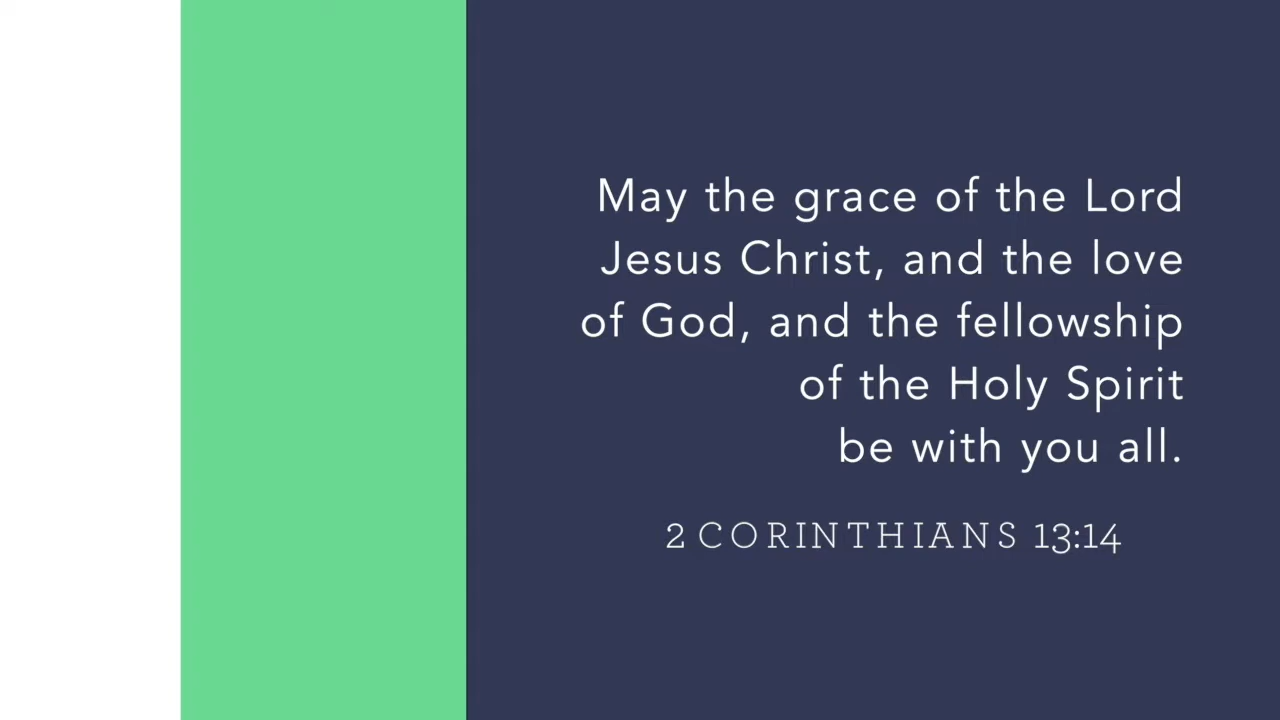 May the grace of the Lord
Jesus Christ, and the love
of God, and the fellowship
of the Holy Spirit
be with you all.
2 CORINTHIANS 13:14